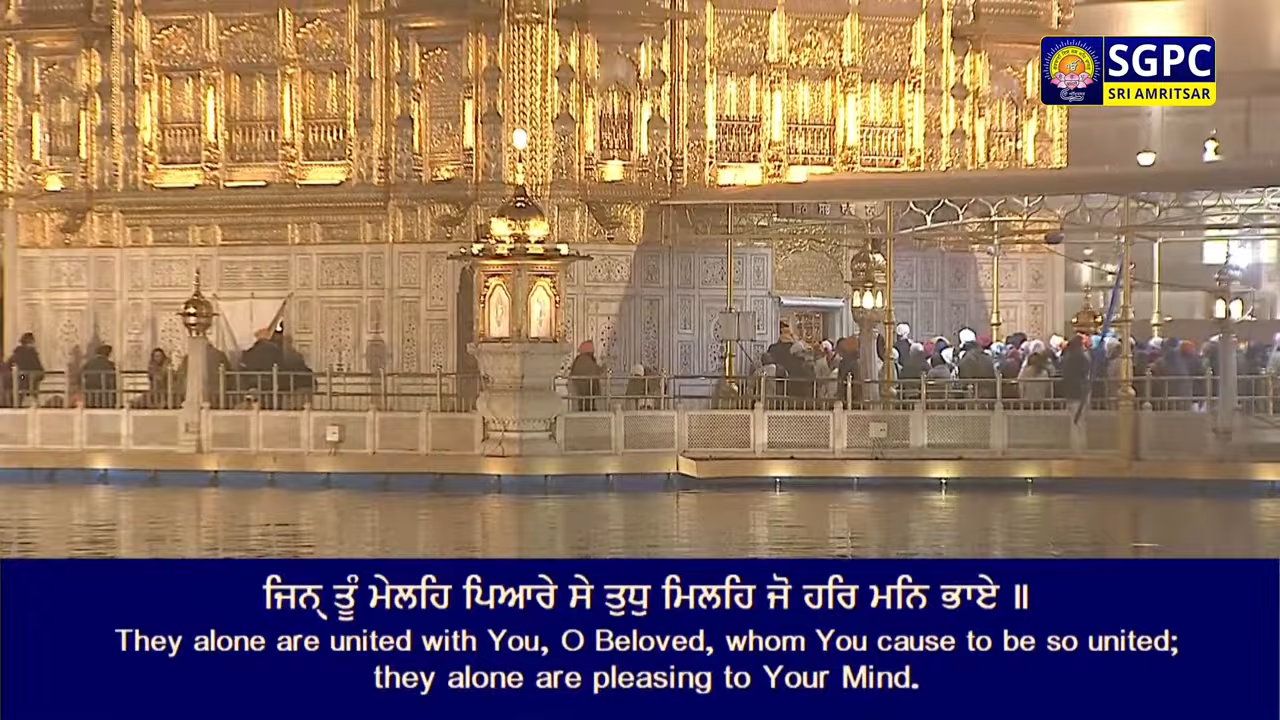 SGPC
SRI AMRITSAR
ਜਿਨ੍ ਤੂੰ ਮੇਲਹਿ ਪਿਆਰੇ ਸੇ ਤੁਧੁ ਮਿਲਹਿ ਜੋ ਹਰਿ ਮਨਿ ਭਾਏ ॥
They alone are united with You, O Beloved, whom You cause to be so united;
they alone are pleasing to Your Mind.